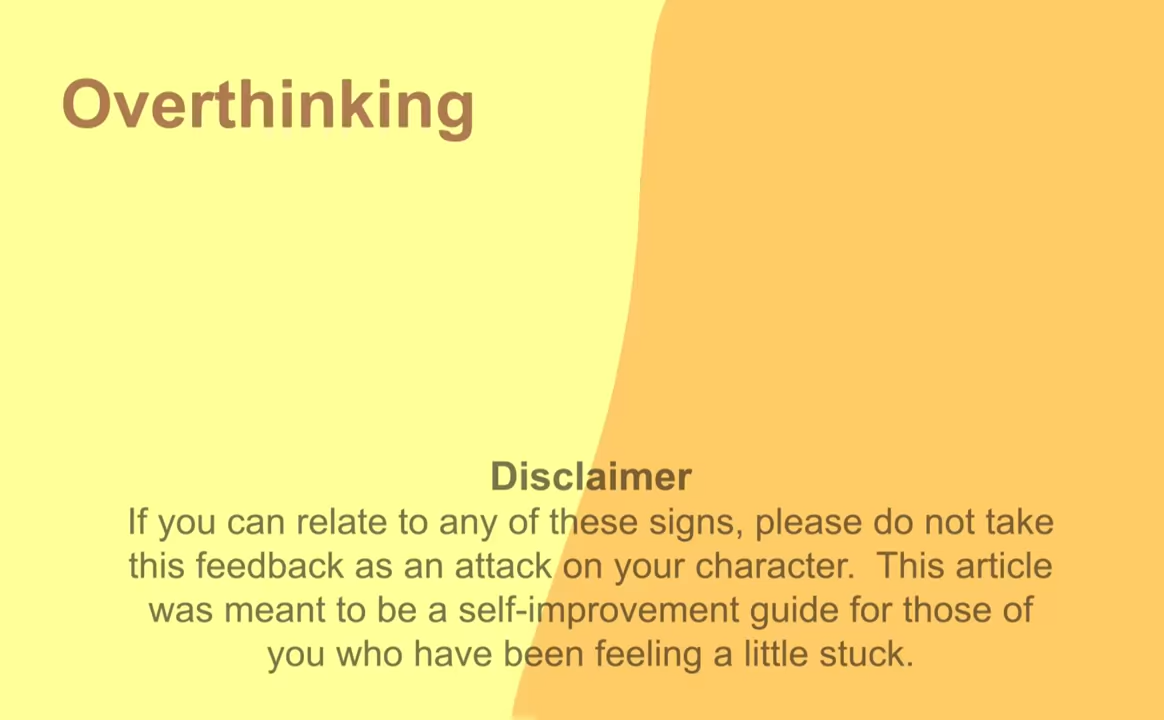 Overthinking
Disclaimer
If you can relate to any of these signs, please do not take
this feedback as an attack on your character.  This article
was meant to be a self-improvement guide for those of
you who have been feeling a little stuck.